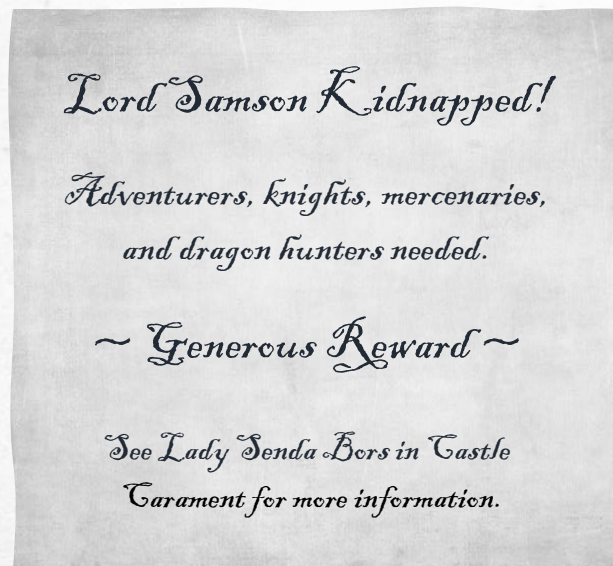 Lord Samson Kidnapped!
Adventurers, knights, mercenaries,
and dragon hunters needed.
~ Generous Reward ~
See Lady Senda Bors in Castle
Carament for more information.